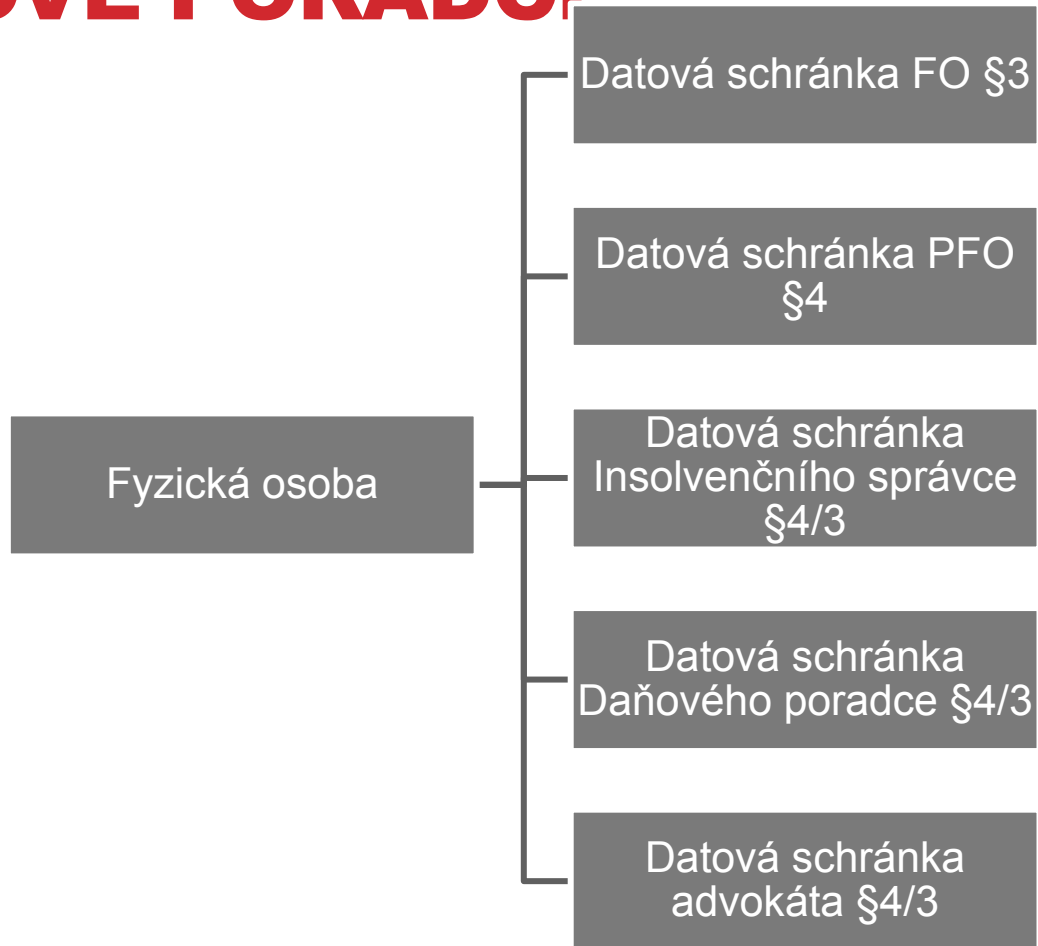 Datová schránka FO §3
Datová schránka PFO
§4
Fyzická osoba
Datová schránka
Insolvenčního správce
§4/3
Datová schránka
Daňového poradce §4/3
Datová schránka
advokáta §4/3